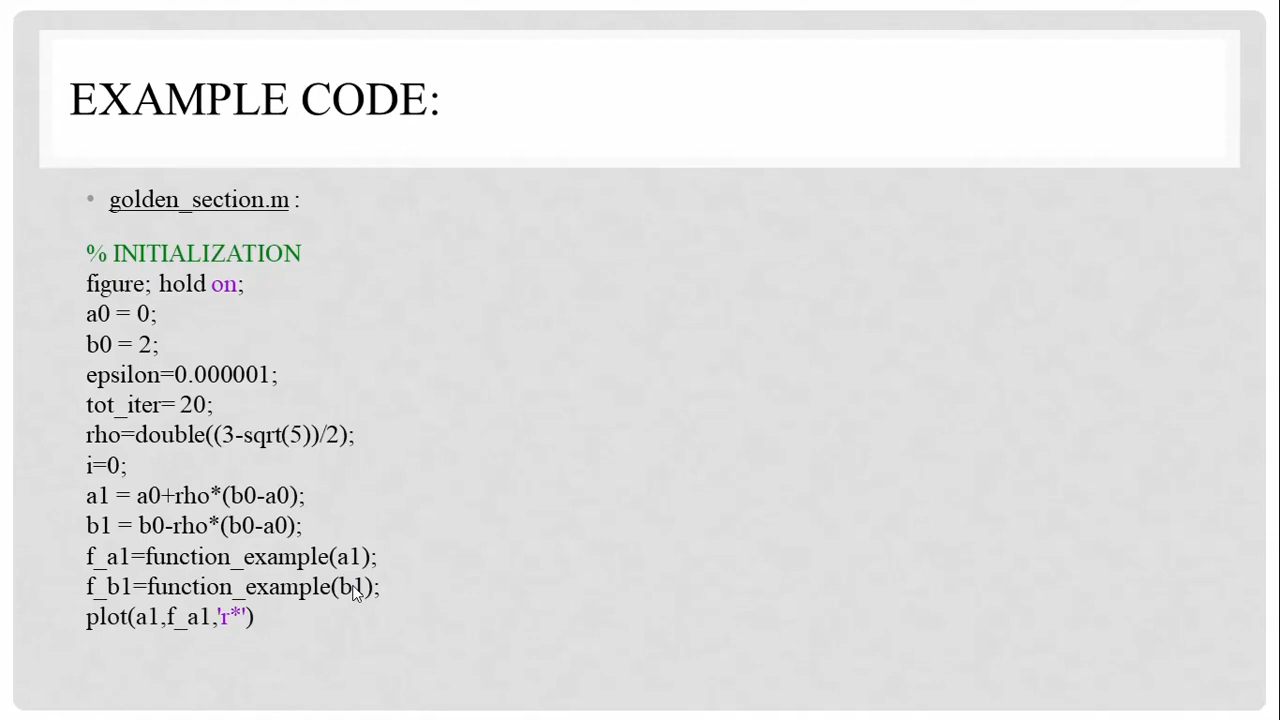 EXAMPLE CODE:
• golden_section.m :
% INITIALIZATION
figure; hold on;
a0 = 0;
b0 = 2;
epsilon=0.000001;
tot_iter= 20;
rho=double((3-sqrt(5))/2);
i=0;
a1 = a0+rho*(b0-a0);
b1 = b0-rho*(b0-a0);
f_a1=function_example(a1);
f_b1=function_example(b1);
plot(a1,f_a1,'r*')